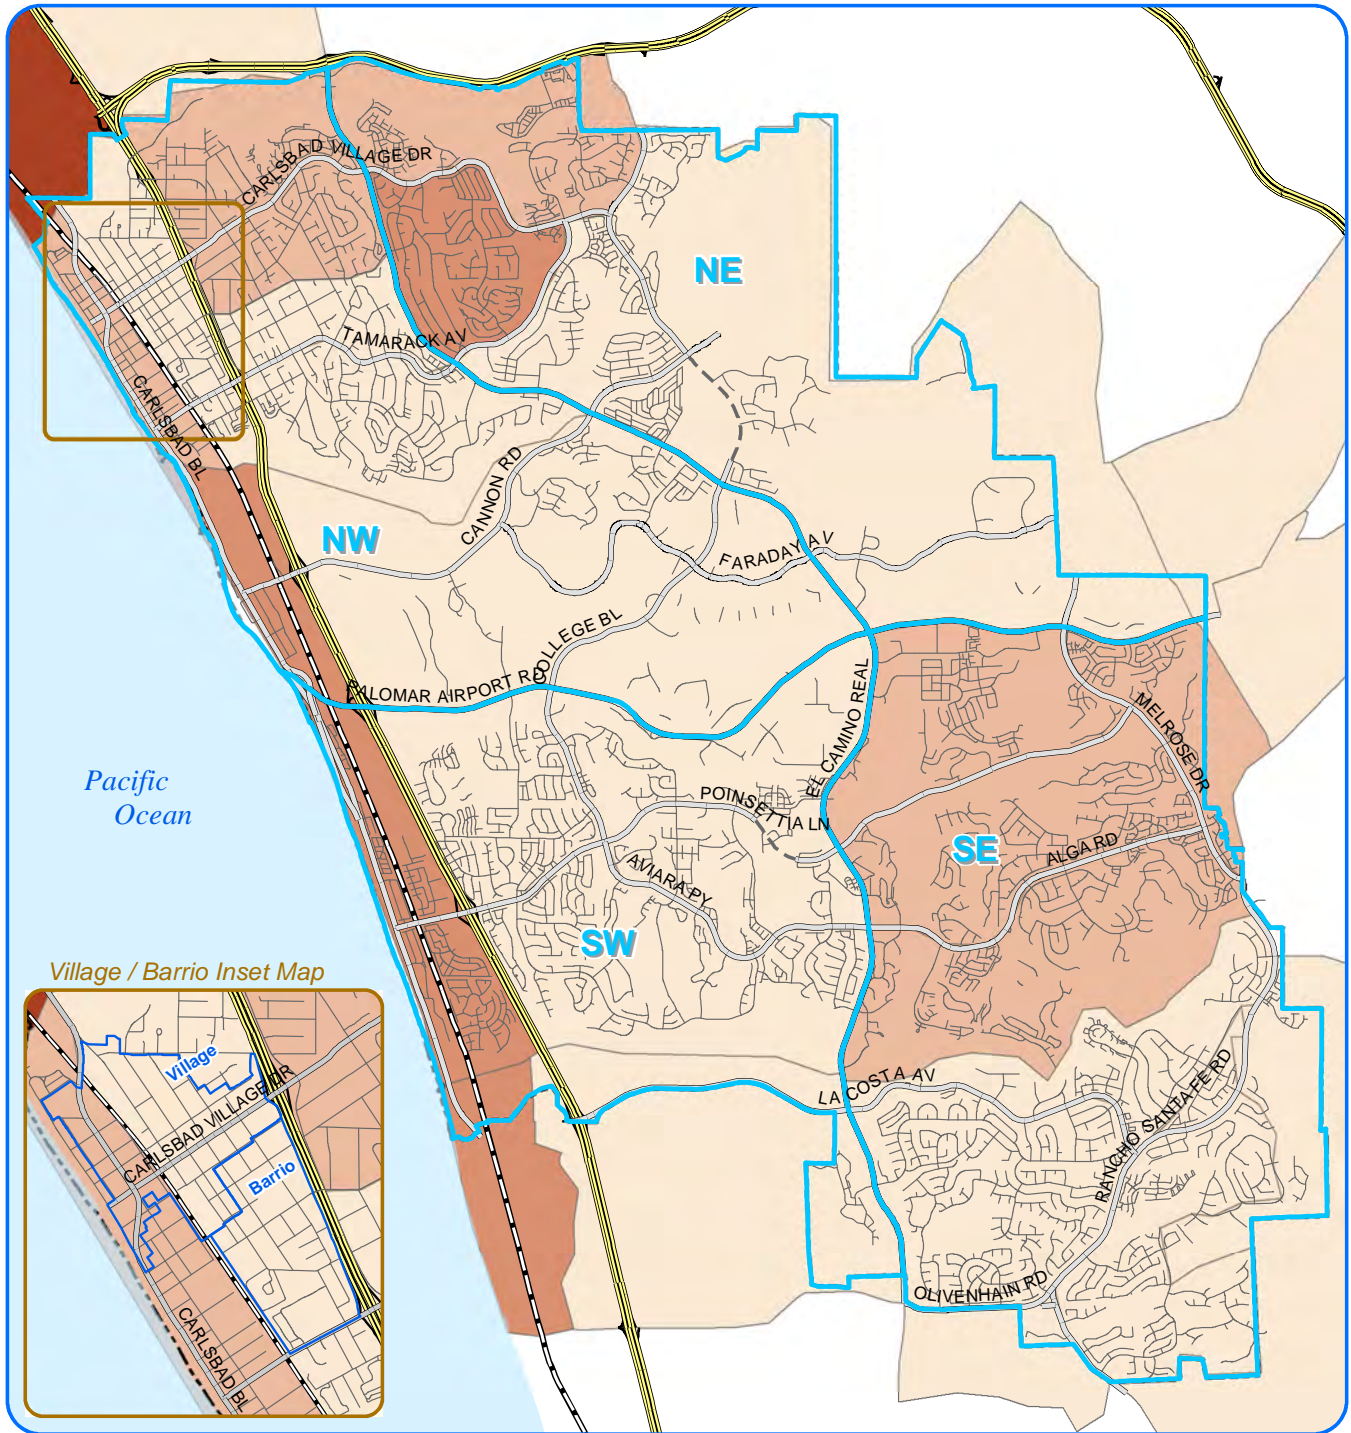 CARLSBAD VILLAGE DR
NE
TAMARACK AV
CARLSBAD BL
CANNON RD
NW
FARADAY AV
COLLEGE BL
PALOMAR AIRPORT RD
EL CAMINO REAL
MELROSE DR
Pacific
Ocean
POINSETTIA LN
SE
ALGA RD
AVIARA PY
SW
Village / Barrio Inset Map
Village
CARLSBAD VILLAGE DR
Barrio
CARLSBAD BL
LA COSTA AV
RANCHO SANTA FE RD
OLIVENHAIN RD